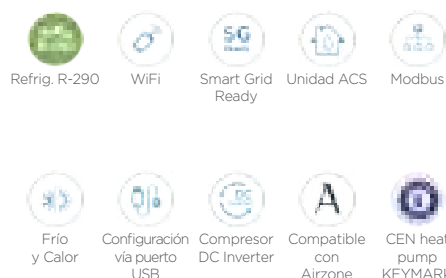 Refrig. R-290
WiFi
Smart Grid
Ready
Unidad ACS
Modbus
Frío
y Calor
Configuración
vía puerto
USB
Compresor
DC Inverter
Compatible
con
Airzone
CEN heat
pump
KEYMARK
SG
A